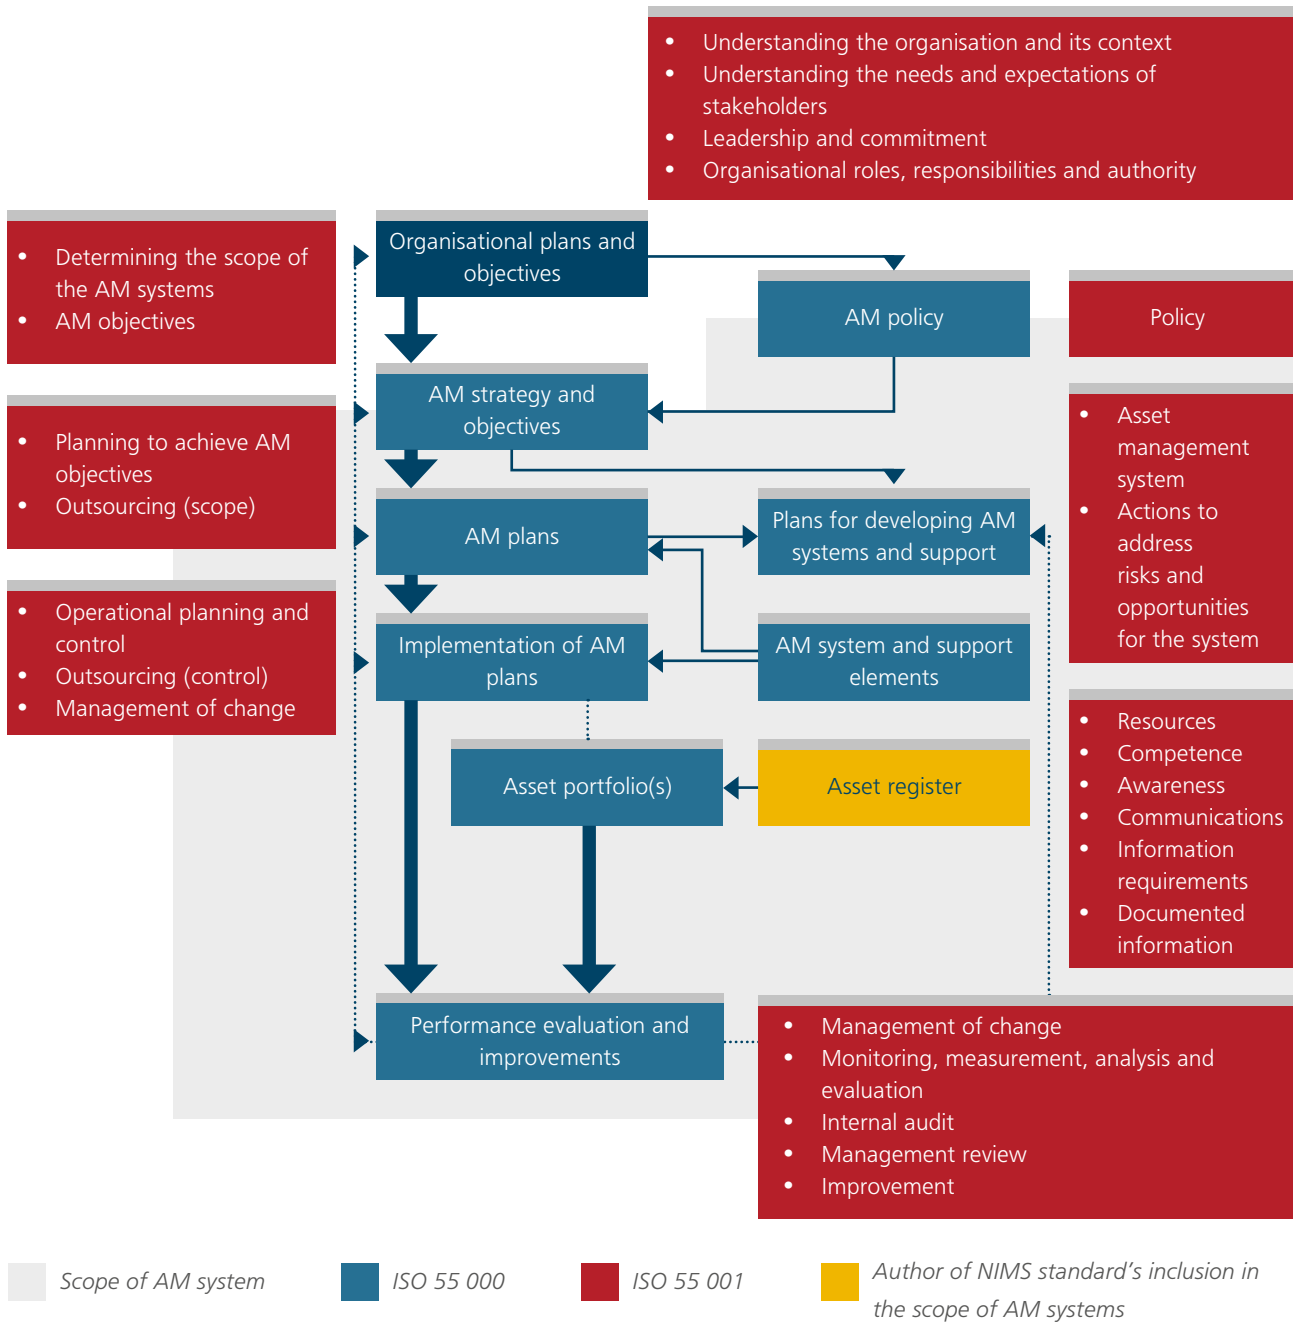 • Understanding the organisation and its context
• Understanding the needs and expectations of
stakeholders
• Leadership and commitment
• Organisational roles, responsibilities and authority
• Determining the scope of
the AM systems
• AM objectives
Organisational plans and
objectives
AM policy
Policy
• Planning to achieve AM
objectives
• Outsourcing (scope)
AM strategy and
objectives
• Asset
management
system
• Actions to
address
risks and
opportunities
for the system
AM plans
Plans for developing AM
systems and support
• Operational planning and
control
• Outsourcing (control)
• Management of change
Implementation of AM
plans
AM system and support
elements
• Resources
• Competence
• Awareness
• Communications
• Information
requirements
• Documented
information
Asset portfolio(s)
Asset register
Performance evaluation and
improvements
• Management of change
• Monitoring, measurement, analysis and
evaluation
• Internal audit
• Management review
• Improvement
Scope of AM system
ISO 55 000
ISO 55 001
Author of NIMS standard's inclusion in
the scope of AM systems